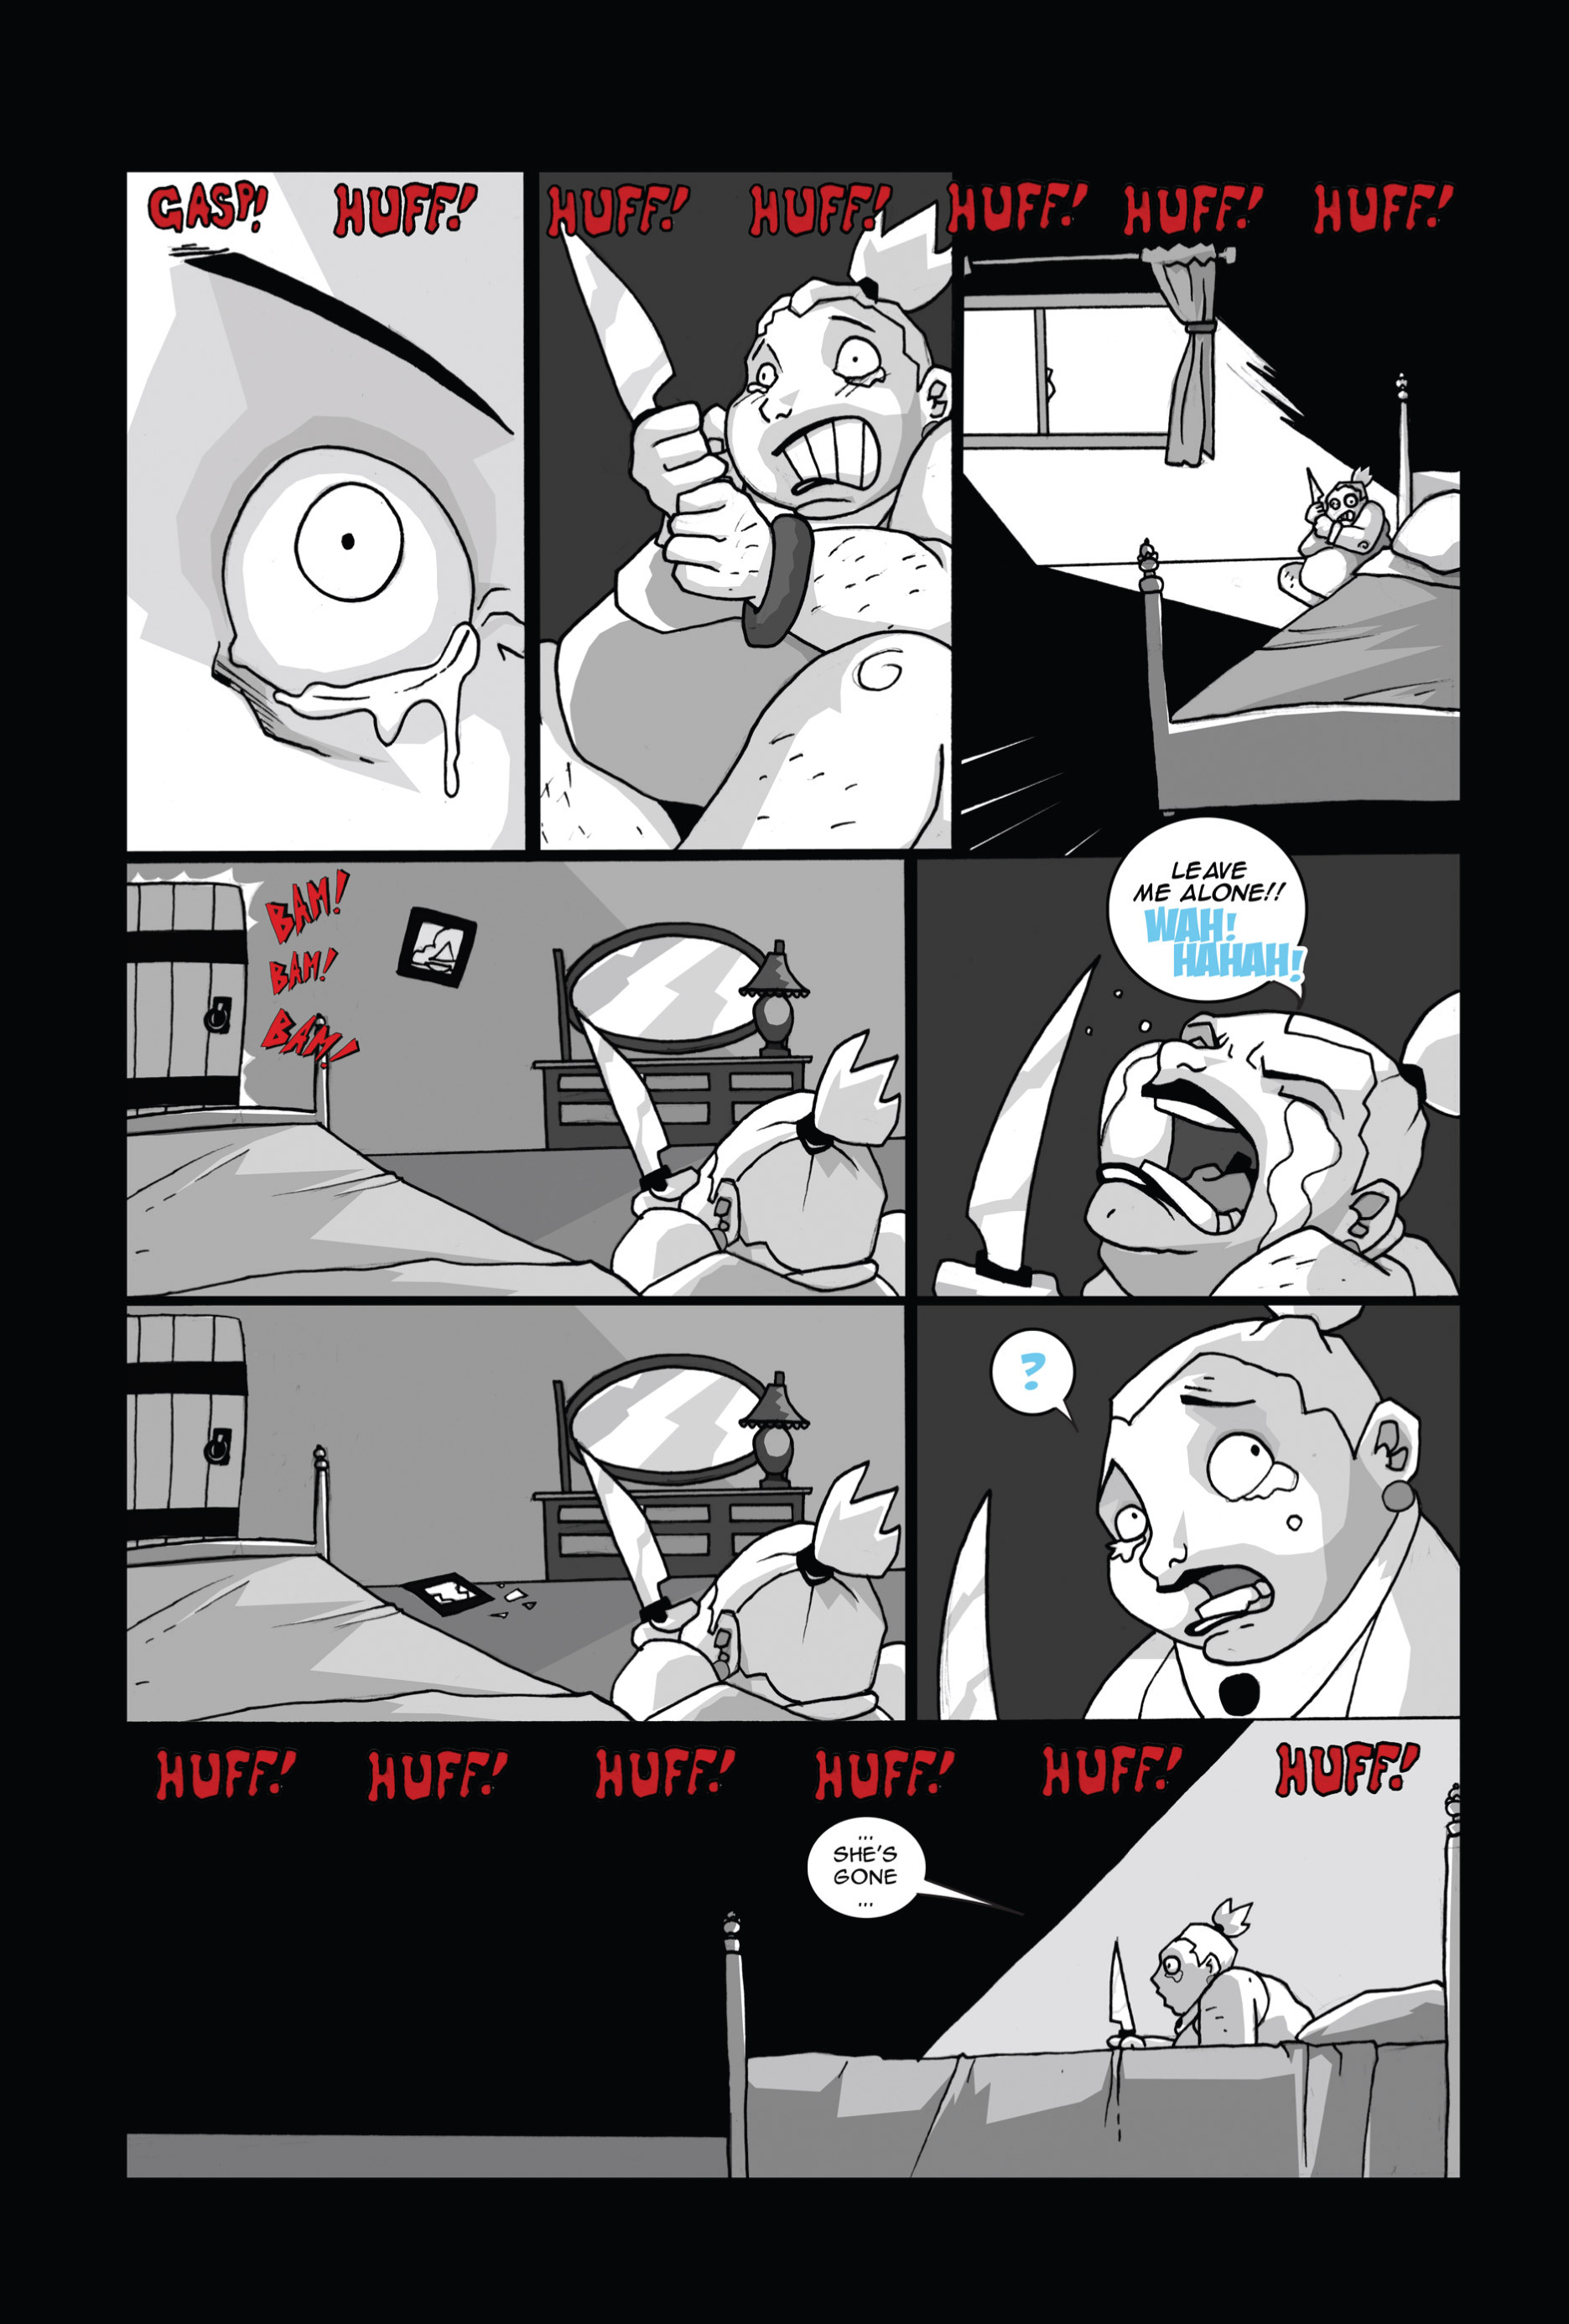 GASP! HUFF! HUFF! HUFF! HUFF! HUFF! HUFF!
BAM!
BAM!
BAM!
LEAVE
ME ALONE!!
WAH!
HAHAH!
?
HUFF! HUFF! HUFF! HUFF! HUFF! HUFF!
...
SHE'S
GONE
...